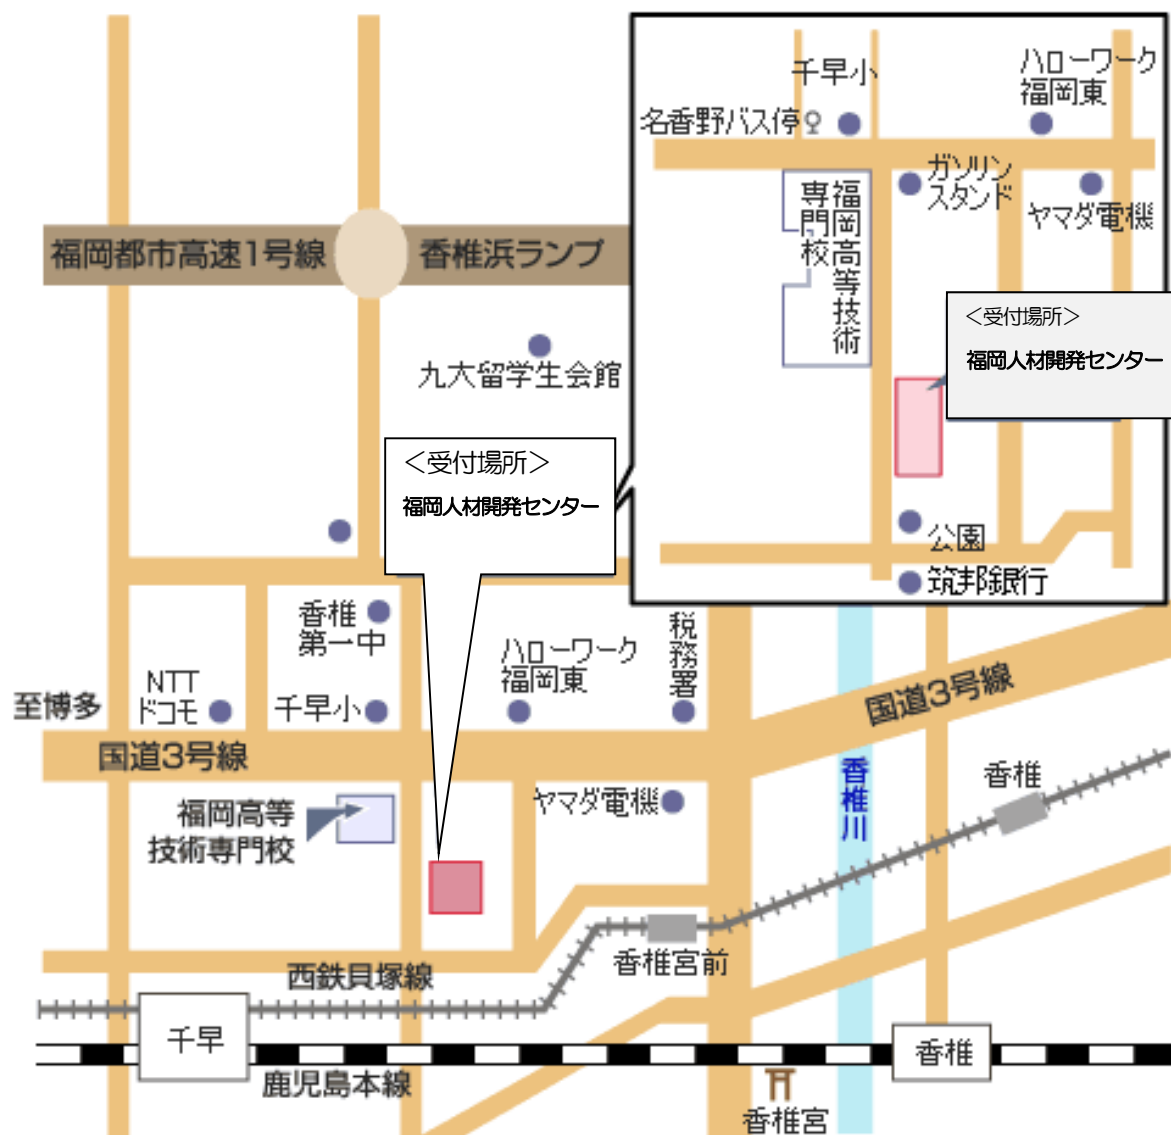 千早小
ハローワーク
福岡東
名香野バス停
ガソリン
スタンド
ヤマダ電機
福岡高等技術
専門校
<受付場所>
福岡人材開発センター
公園
筑邦銀行
福岡都市高速1号線
香椎浜ランプ
九大留学生会館
<受付場所>
福岡人材開発センター
香椎
第一中
ハローワーク
福岡東
税務署
NTT
ドコモ
千早小
至博多
国道3号線
国道3号線
福岡高等
技術専門校
ヤマダ電機
香椎川
香椎
香椎宮前
西鉄貝塚線
千早
香椎
鹿児島本線
香椎宮